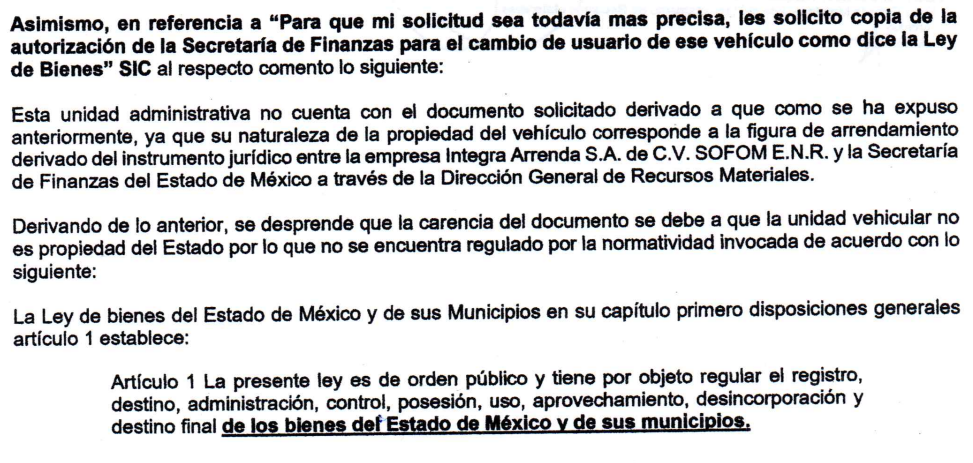 Asimismo, en referencia a “Para que mi solicitud sea todavía mas precisa, les solicito copia de la
autorización de la Secretaría de Finanzas para el cambio de usuario de ese vehículo como dice la Ley
de Bienes” SIC al respecto comento lo siguiente:
Esta unidad administrativa no cuenta con el documento solicitado derivado a que como se ha expuso
anteriormente, ya que su naturaleza de la propiedad del vehículo corresponde a la figura de arrendamiento
derivado del instrumento jurídico entre la empresa Integra Arrenda S.A. de C.V. SOFOM E.N.R. y la Secretaría
de Finanzas del Estado de México a través de la Dirección General de Recursos Materiales.
Derivando de lo anterior, se desprende que la carencia del documento se debe a que la unidad vehicular no
es propiedad del Estado por lo que no se encuentra regulado por la normatividad invocada de acuerdo con lo
siguiente:
La Ley de bienes del Estado de México y de sus Municipios en su capítulo primero disposiciones generales
artículo 1 establece:
Artículo 1 La presente ley es de orden público y tiene por objeto regular el registro,
destino, administración, control, posesión, uso, aprovechamiento, desincorporación y
destino final de los bienes del Estado de México y de sus municipios.